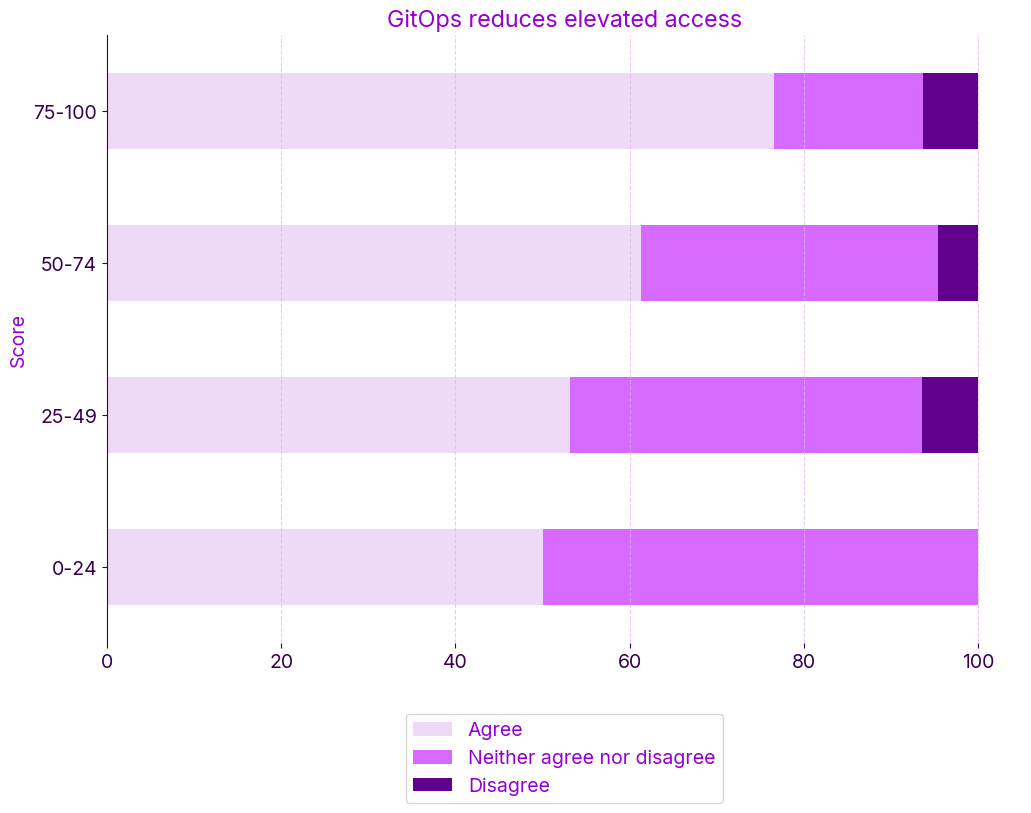 GitOps reduces elevated access
75-100
50-74
25-49
0-24
Score
0 20 40 60 80 100
Agree
Neither agree nor disagree
Disagree